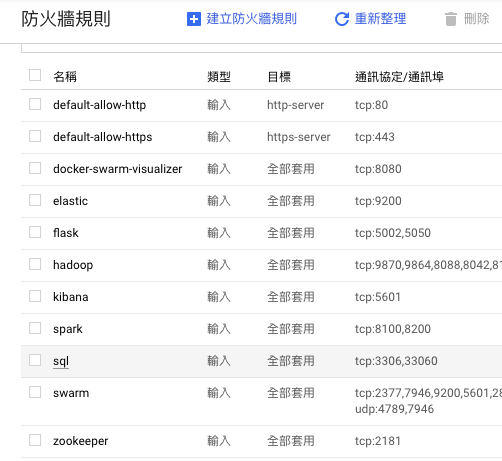 防火牆規則 建立防火牆規則 重新整理 刪除
名稱 類型 目標 通訊協定/通訊埠
default-allow-http 輸入 http-server tcp:80
default-allow-https 輸入 https-server tcp:443
docker-swarm-visualizer 輸入 全部套用 tcp:8080
elastic 輸入 全部套用 tcp:9200
flask 輸入 全部套用 tcp:5002,5050
hadoop 輸入 全部套用 tcp:9870,9864,8088,8042,81
kibana 輸入 全部套用 tcp:5601
spark 輸入 全部套用 tcp:8100,8200
sql 輸入 全部套用 tcp:3306,33060
swarm 輸入 全部套用 tcp:2377,7946,9200,5601,28
udp:4789,7946
zookeeper 輸入 全部套用 tcp:2181